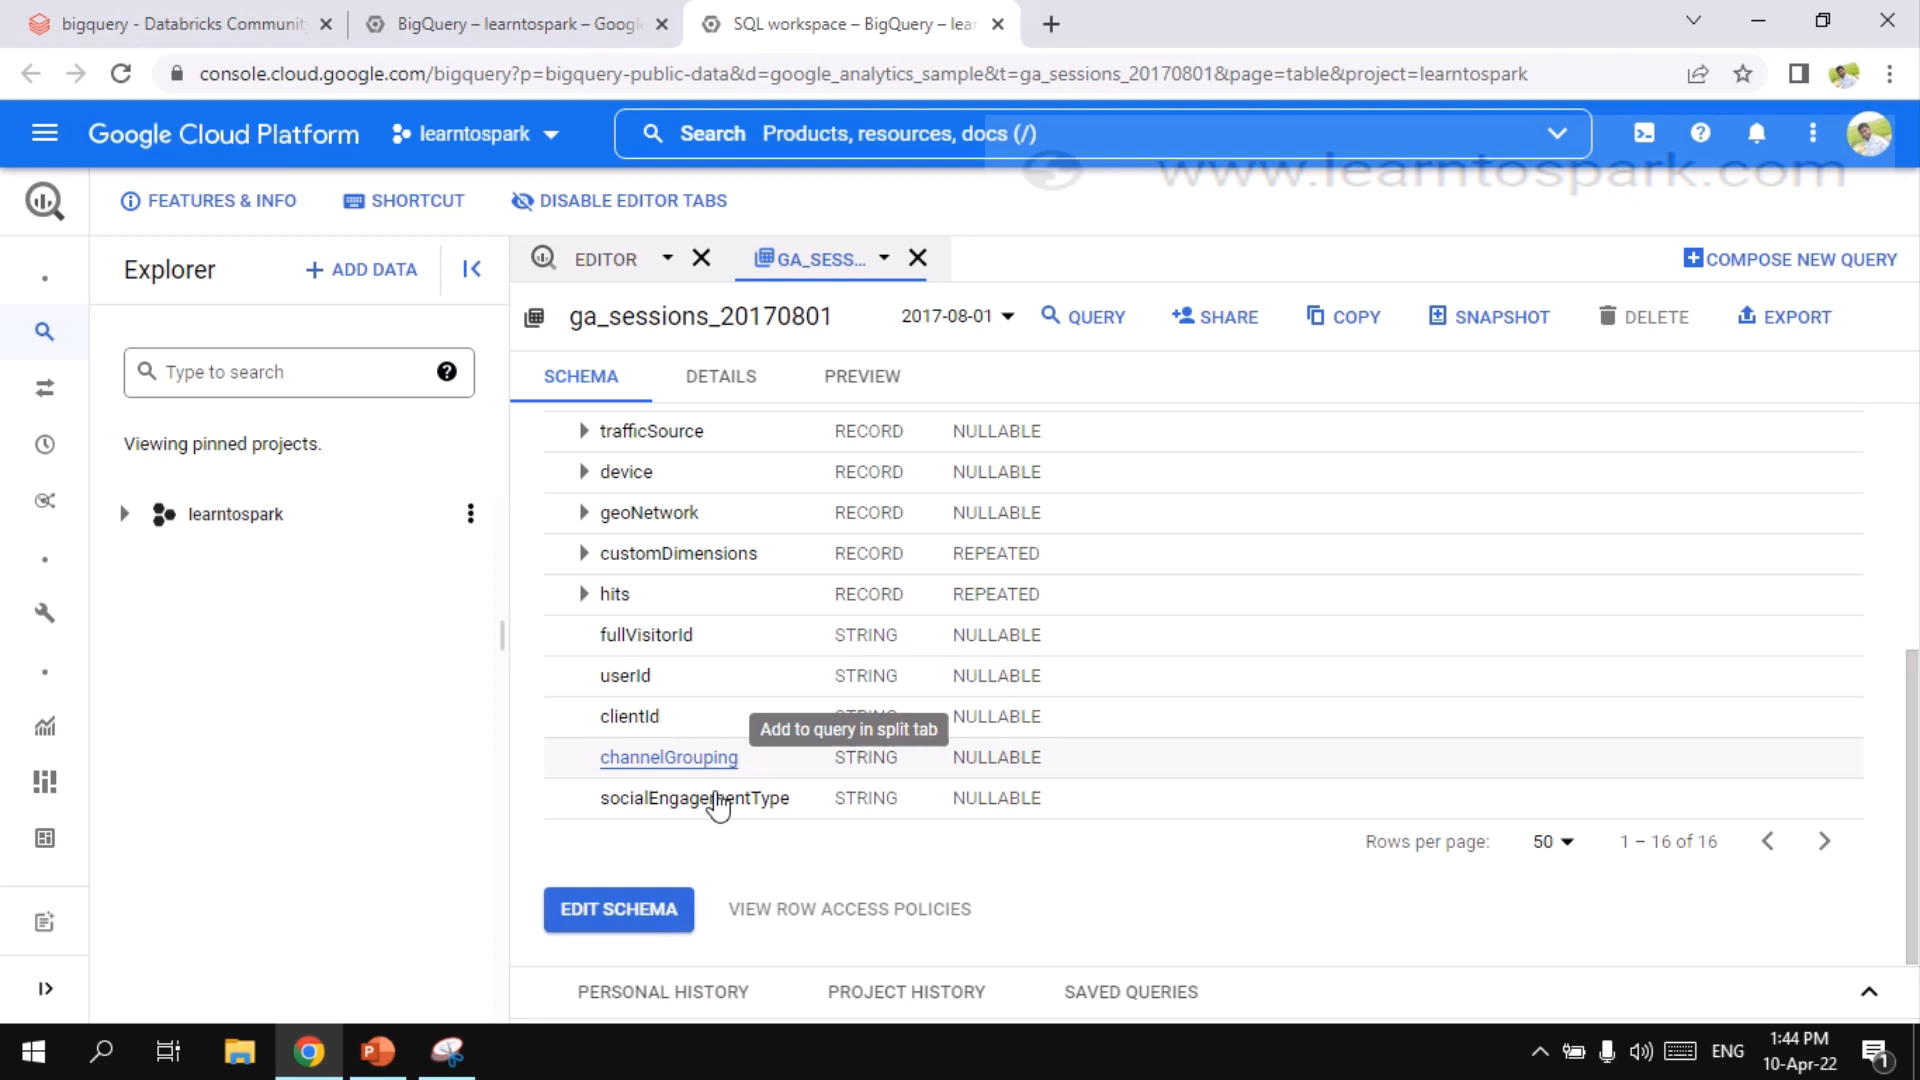 bigquery - Databricks Communit
BigQuery – learntospark – Googl
SQL workspace – BigQuery – lear
console.cloud.google.com/bigquery?p=bigquery-public-data&d=google_analytics_sample&t=ga_sessions_20170801&page=table&project=learntospark
Google Cloud Platform
learntospark
Search Products, resources, docs (/)
www.learntospark.com
FEATURES & INFO
SHORTCUT
DISABLE EDITOR TABS
Explorer
+ ADD DATA
EDITOR
GA_SESS...
COMPOSE NEW QUERY
ga_sessions_20170801
2017-08-01
QUERY
SHARE
COPY
SNAPSHOT
DELETE
EXPORT
Type to search
SCHEMA
DETAILS
PREVIEW
Viewing pinned projects.
learntospark
trafficSource RECORD NULLABLE
device RECORD NULLABLE
geoNetwork RECORD NULLABLE
customDimensions RECORD REPEATED
hits RECORD REPEATED
fullVisitorId STRING NULLABLE
userId STRING NULLABLE
clientId NULLABLE
Add to query in split tab
channelGrouping STRING NULLABLE
socialEngagementType STRING NULLABLE
Rows per page: 50 1 – 16 of 16
EDIT SCHEMA
VIEW ROW ACCESS POLICIES
PERSONAL HISTORY
PROJECT HISTORY
SAVED QUERIES
ENG
1:44 PM
10-Apr-22
1